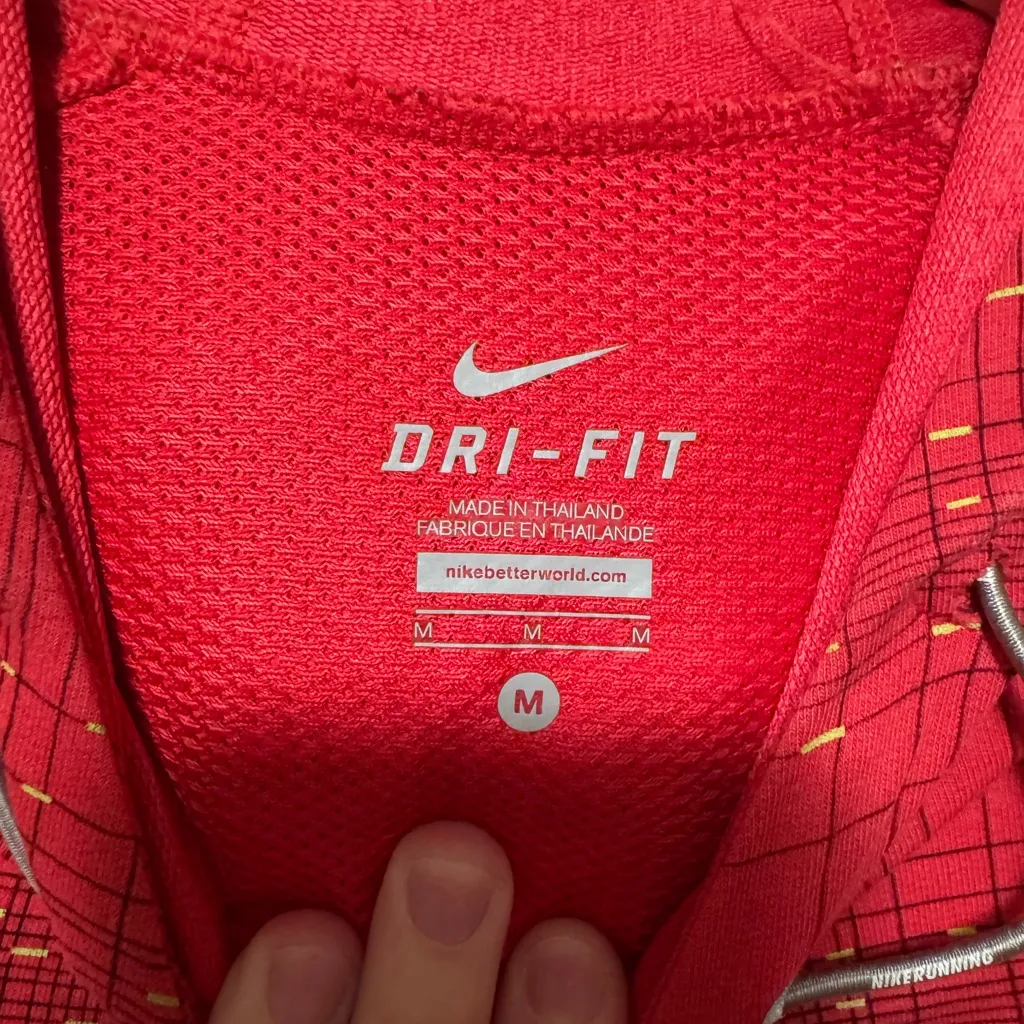 DRI-FIT
MADE IN THAILAND
FABRIQUE EN THAILANDE
nikebetterworld.com
M M M
M
NIKERUNNING